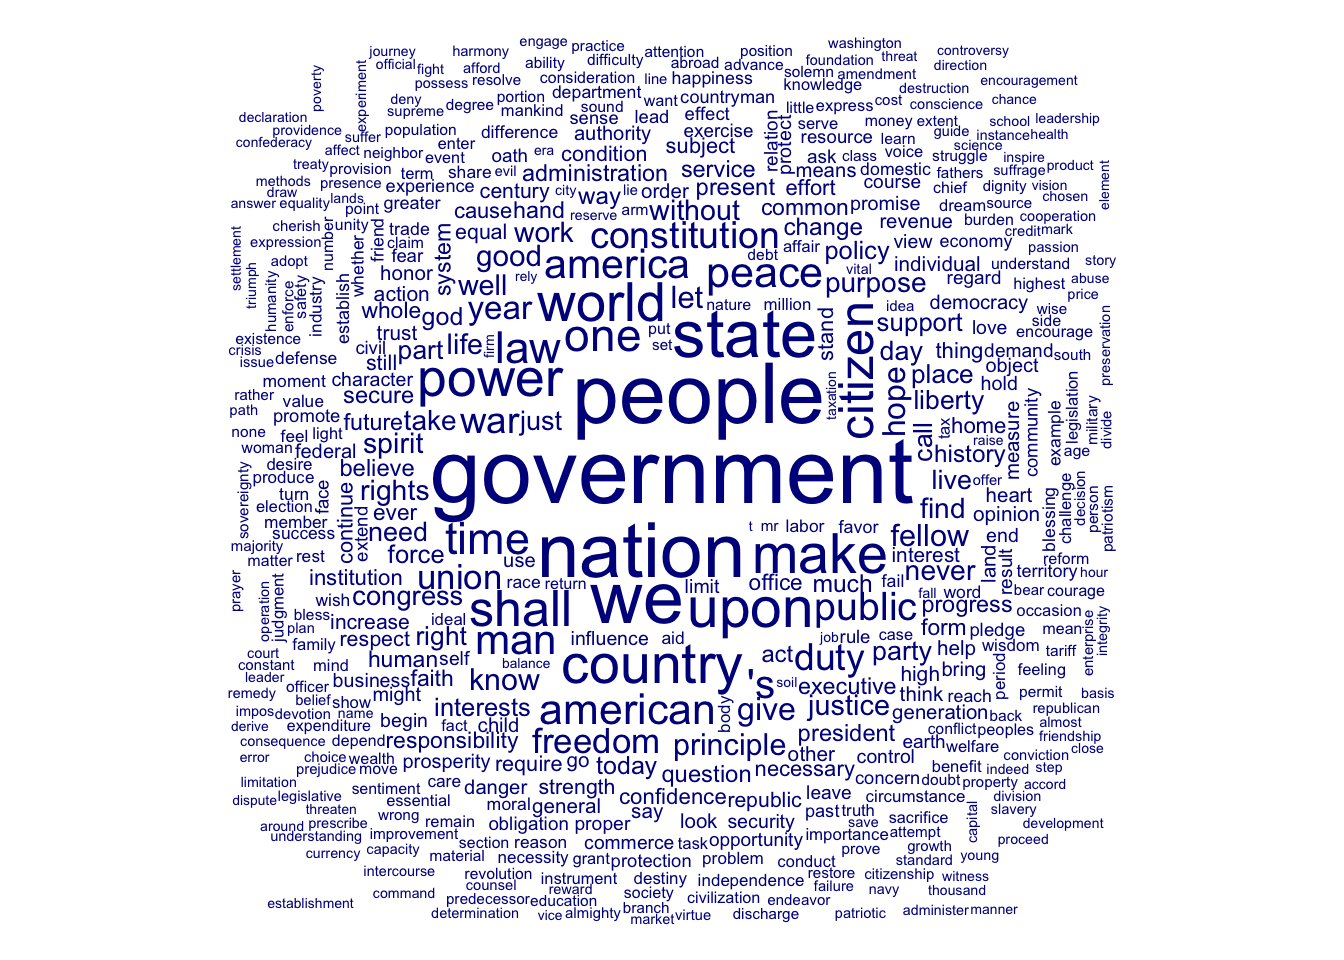 engage
washington
journey harmony practice attention position controversy
official fight afford ability difficulty abroad advance foundation threat direction
poverty experiment possess resolve consideration line happiness solemn amendment encouragement
deny portion department want countryman knowledge destruction
supreme degree mankind sound sense lead effect little express cost conscience chance
declaration providence suffer population difference authority exercise relation protect serve money extent school leadership
confederacy affect neighbor enter era subject resource learn guide instance health
treaty provision event oath condition ask class voice struggle science inspire
term share evil administration service means domestic fathers suffrage product element
methods presence experience century city lie order present effort course chief dignity vision
draw way
answer equality lands point greater cause hand reserve arm without common promise dream source chosen
cherish unity number friend trade equal work constitution change revenue burden cooperation
settlement expression whether claim system debt affair policy view economy credit mark
triumph adopt fear good america peace vital individual understand passion story
humanity enforce safety industry establish honor well rely purpose regard highest abuse
action year world let nature million idea democracy price
whole god wise
existence trust one put state stand citizen support love side encourage preservation
crisis civil part life firm law set day thing demand south
issue defense still
moment character power people taxation hope place object
rather value secure hold
path promote future take war just liberty legislation military divide
none feel light tax home measure community example age
woman federal spirit call history raise
desire believe government live offer heart
sovereignty produce face rights find opinion blessing challenge decision person patriotism
turn continue ever
election
member extend need time nation t mr labor favor make fellow end
success
majority matter rest force use interest land result reform
institution union race return limit office much fail never territory hour
prayer wish congress shall we upon public fall word bear courage
operation judgment bless increase ideal progress occasion
plan family respect right man influence aid job rule case form pledge mean enterprise integrity
court constant mind human self balance country 's act duty party help wisdom tariff
leader business faith know soil executive high bring period feeling
remedy officer belief show might think reach permit basis
impos devotion name interests american body give justice generation back republican
derive expenditure begin fact child president conflict peoples almost friendship
consequence depend responsibility freedom principle other control earth welfare conviction close
error choice wealth prosperity require go today question necessary concern doubt benefit indeed step
prejudice move property accord
limitation sentiment care danger strength confidence republic leave circumstance division
dispute legislative essential moral general say past truth slavery
threaten wrong
around prescribe remain obligation proper look security save sacrifice capital development
understanding improvement section reason commerce task opportunity importance attempt proceed
currency capacity material necessity grant protection problem conduct prove growth standard young
intercourse revolution instrument destiny independence restore citizenship witness
command counsel reward society civilization failure navy thousand
establishment predecessor education branch endeavor
determination vice almighty market virtue discharge patriotic administer manner